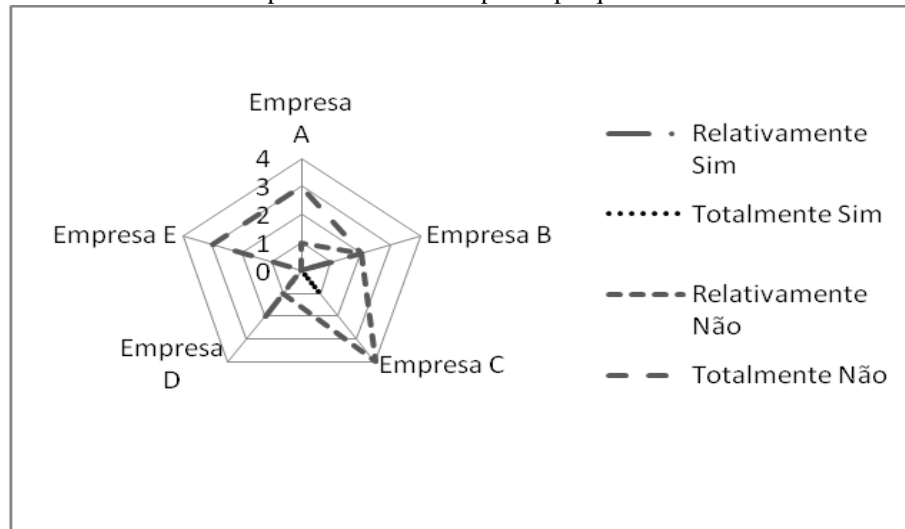 Empresa
A
4
3
2
1
0
Empresa B
Empresa C
Empresa
D
Empresa E
Relativamente
Sim
Totalmente Sim
Relativamente
Não
Totalmente Não